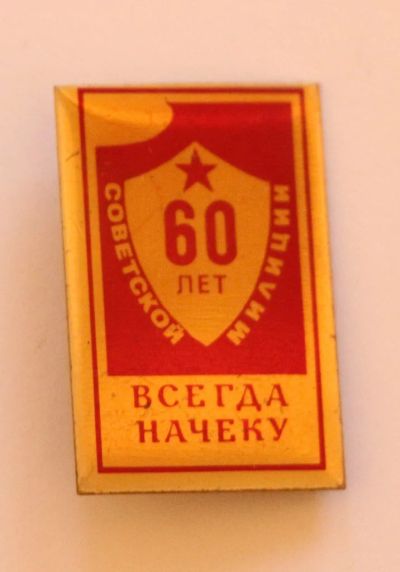 60
ЛЕТ
СОВЕТСКОЙ
МИЛИЦИИ
ВСЕГДА
НАЧЕКУ